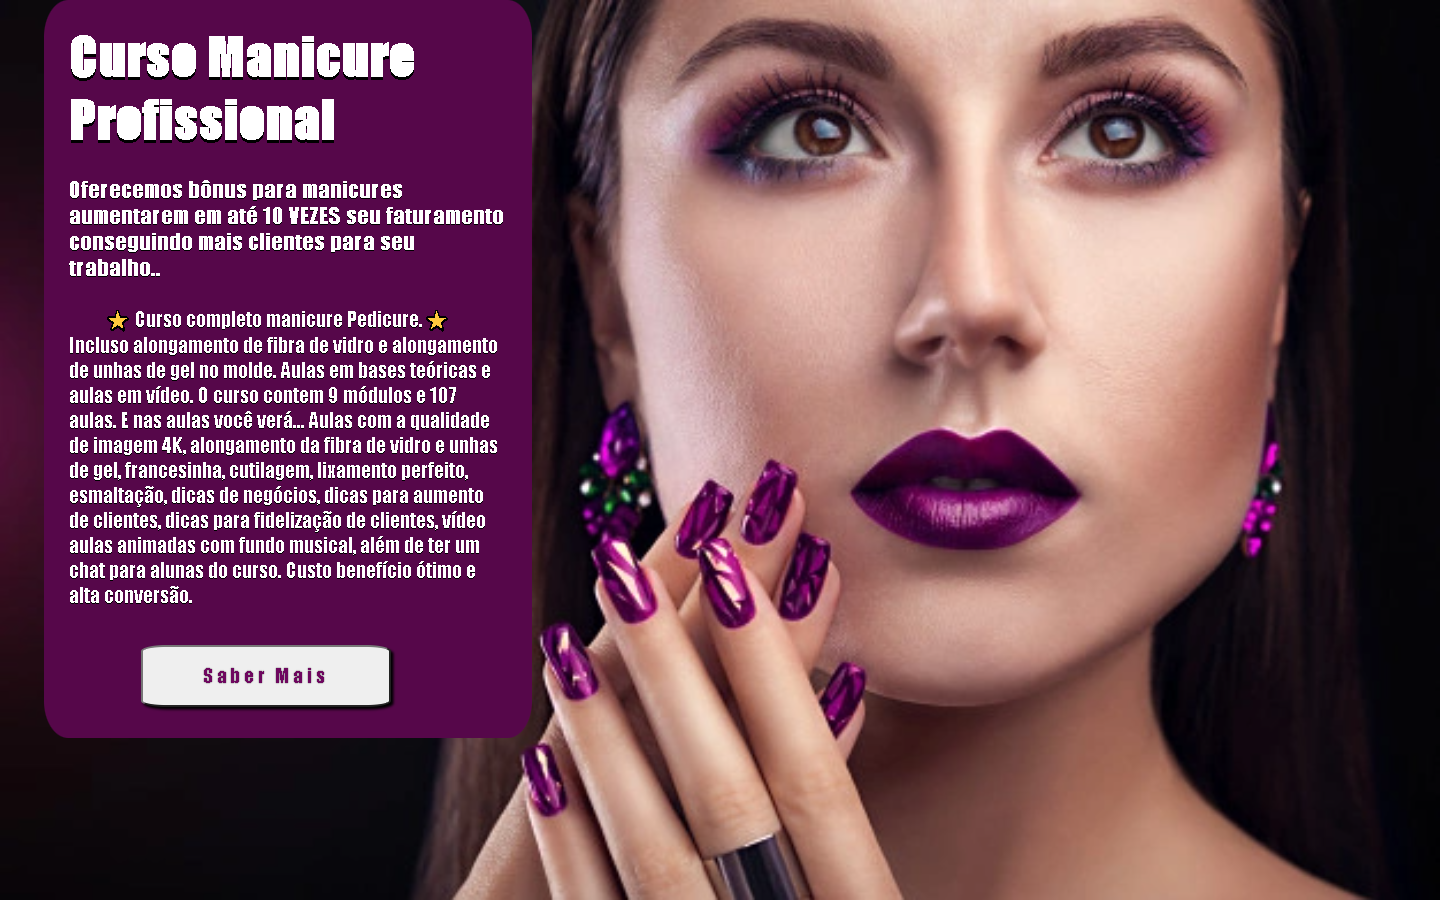 Curso Manicure
Profissional
Oferecemos bônus para manicures
aumentarem em até 10 VEZES seu faturamento
conseguindo mais clientes para seu
trabalho..
⭐ Curso completo manicure Pedicure. ⭐
Incluso alongamento de fibra de vidro e alongamento
de unhas de gel no molde. Aulas em bases teóricas e
aulas em vídeo. O curso contem 9 módulos e 107
aulas. E nas aulas você verá... Aulas com a qualidade
de imagem 4K, alongamento da fibra de vidro e unhas
de gel, francesinha, cutilagem, lixamento perfeito,
esmaltação, dicas de negócios, dicas para aumento
de clientes, dicas para fidelização de clientes, vídeo
aulas animadas com fundo musical, além de ter um
chat para alunas do curso. Custo benefício ótimo e
alta conversão.
Saber Mais